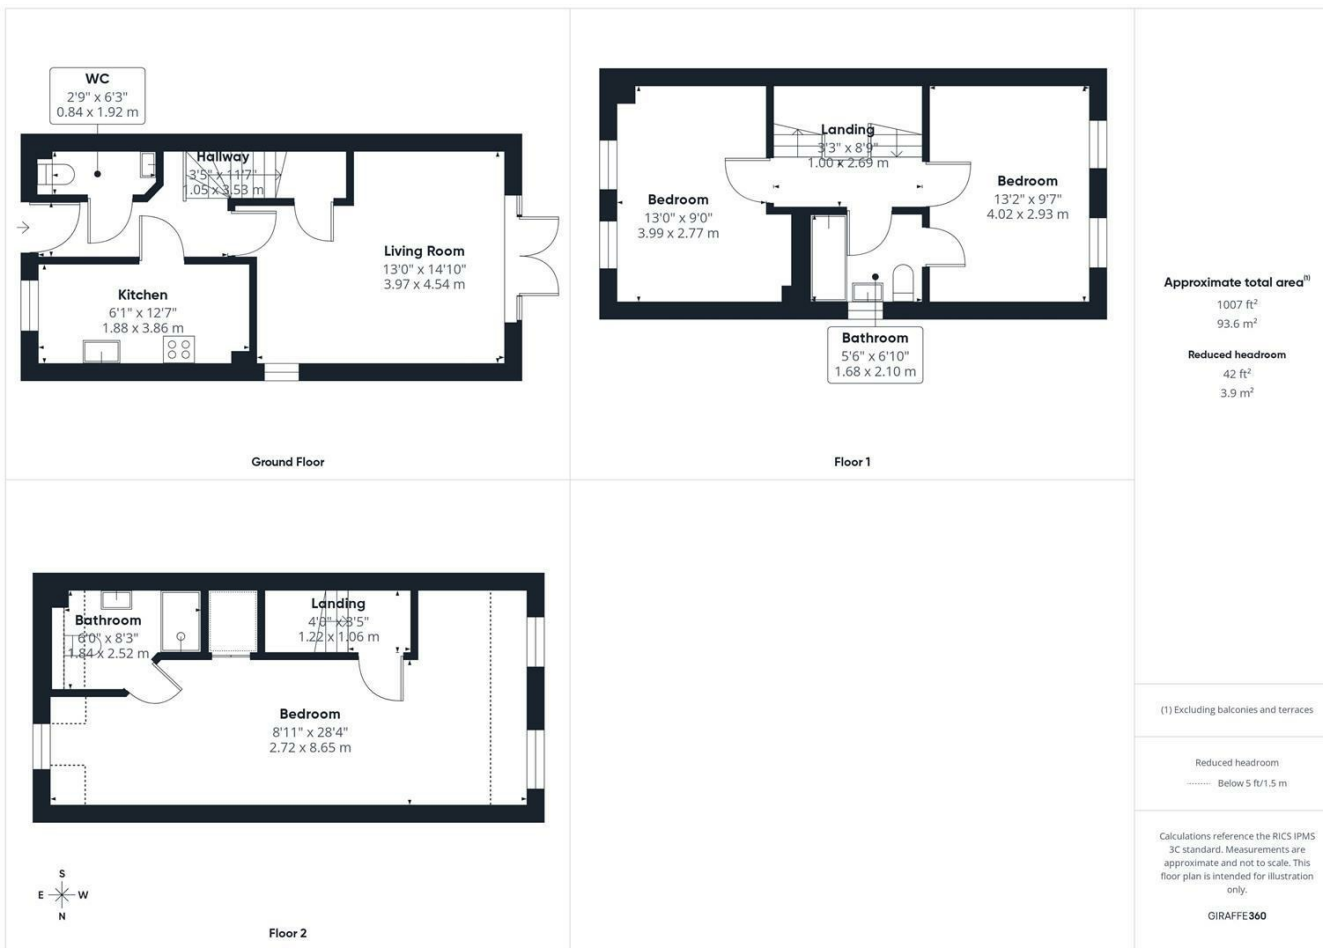 WC
2'9" x 6'3"
0.84 x 1.92 m
Hallway
3'5" x 11'7"
1.05 x 3.53 m
Living Room
13'0" x 14'10"
3.97 x 4.54 m
Kitchen
6'1" x 12'7"
1.88 x 3.86 m
Ground Floor
Landing
3'3" x 8'9"
1.00 x 2.69 m
Bedroom
13'0" x 9'0"
3.99 x 2.77 m
Bedroom
13'2" x 9'7"
4.02 x 2.93 m
Bathroom
5'6" x 6'10"
1.68 x 2.10 m
Floor 1
Bathroom
6'0" x 8'3"
1.84 x 2.52 m
Landing
4'0" x 3'5"
1.22 x 1.06 m
Bedroom
8'11" x 28'4"
2.72 x 8.65 m
S
E W
N
Floor 2
Approximate total area(1)
1007 ft²
93.6 m²
Reduced headroom
42 ft²
3.9 m²
(1) Excluding balconies and terraces
Reduced headroom
Below 5 ft/1.5 m
Calculations reference the RICS IPMS
3C standard. Measurements are
approximate and not to scale. This
floor plan is intended for illustration
only.
GIRAFFE360